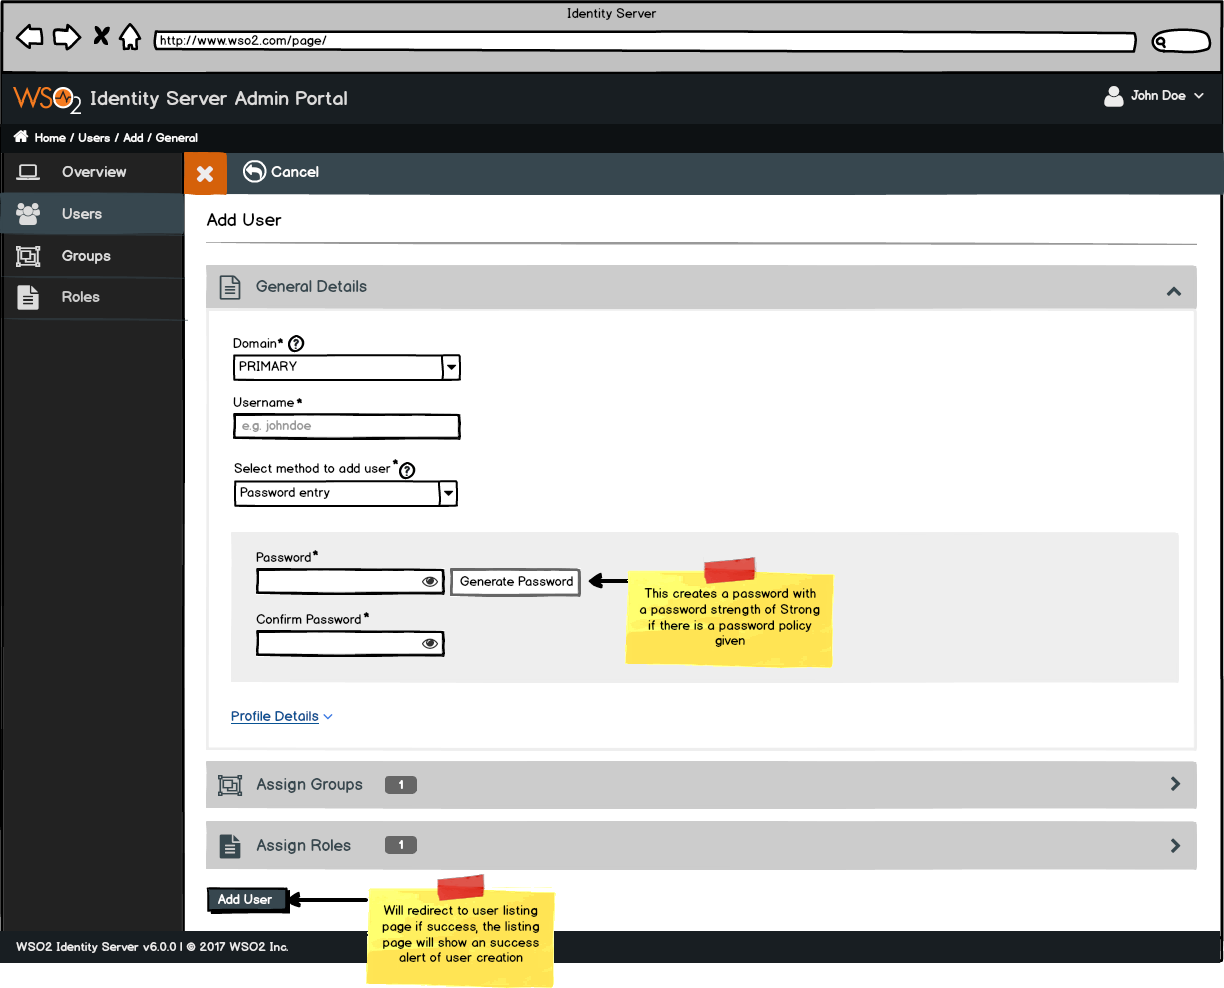 Identity Server
http://www.wso2.com/page/
WSO2 Identity Server Admin Portal
John Doe
Home / Users / Add / General
Overview
Cancel
Users
Groups
Roles
Add User
General Details
Domain*
PRIMARY
Username*
e.g. johndoe
Select method to add user*
Password entry
Password*
Generate Password
This creates a password with
a password strength of Strong
if there is a password policy
given
Confirm Password*
Profile Details
Assign Groups 1
Assign Roles 1
Add User
Will redirect to user listing
page if success, the listing
page will show an success
alert of user creation
WSO2 Identity Server v6.0.0 | © 2017 WSO2 Inc.